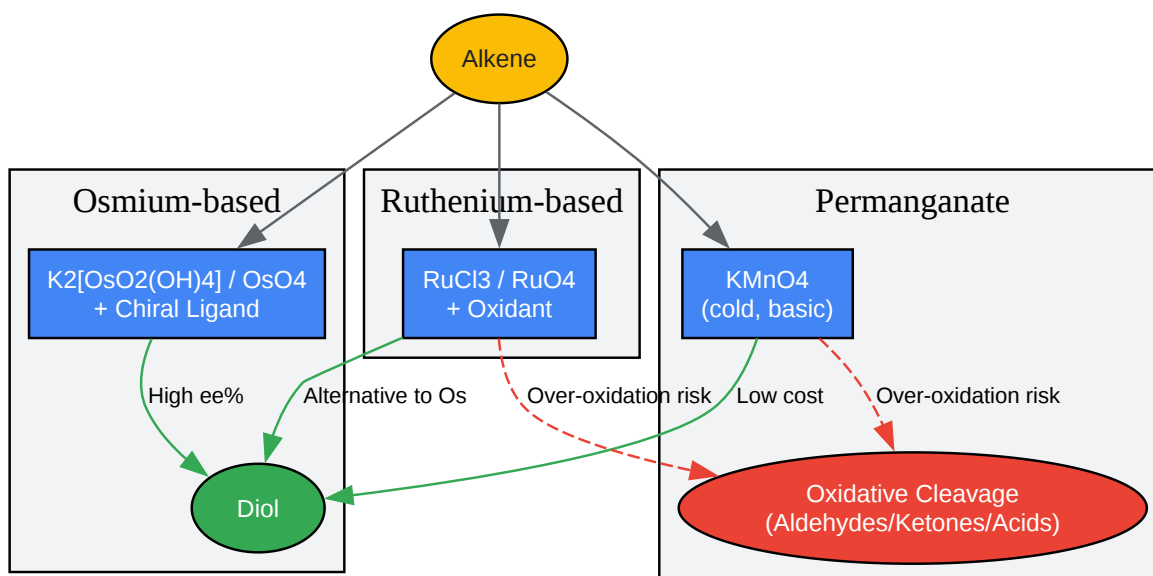 Alkene
Osmium-based
Ruthenium-based
Permanganate
K2[OsO2(OH)4] / OsO4
+ Chiral Ligand
RuCl3 / RuO4
+ Oxidant
KMnO4
(cold, basic)
High ee%
Alternative to Os
Over-oxidation risk
Low cost
Over-oxidation risk
Diol
Oxidative Cleavage
(Aldehydes/Ketones/Acids)